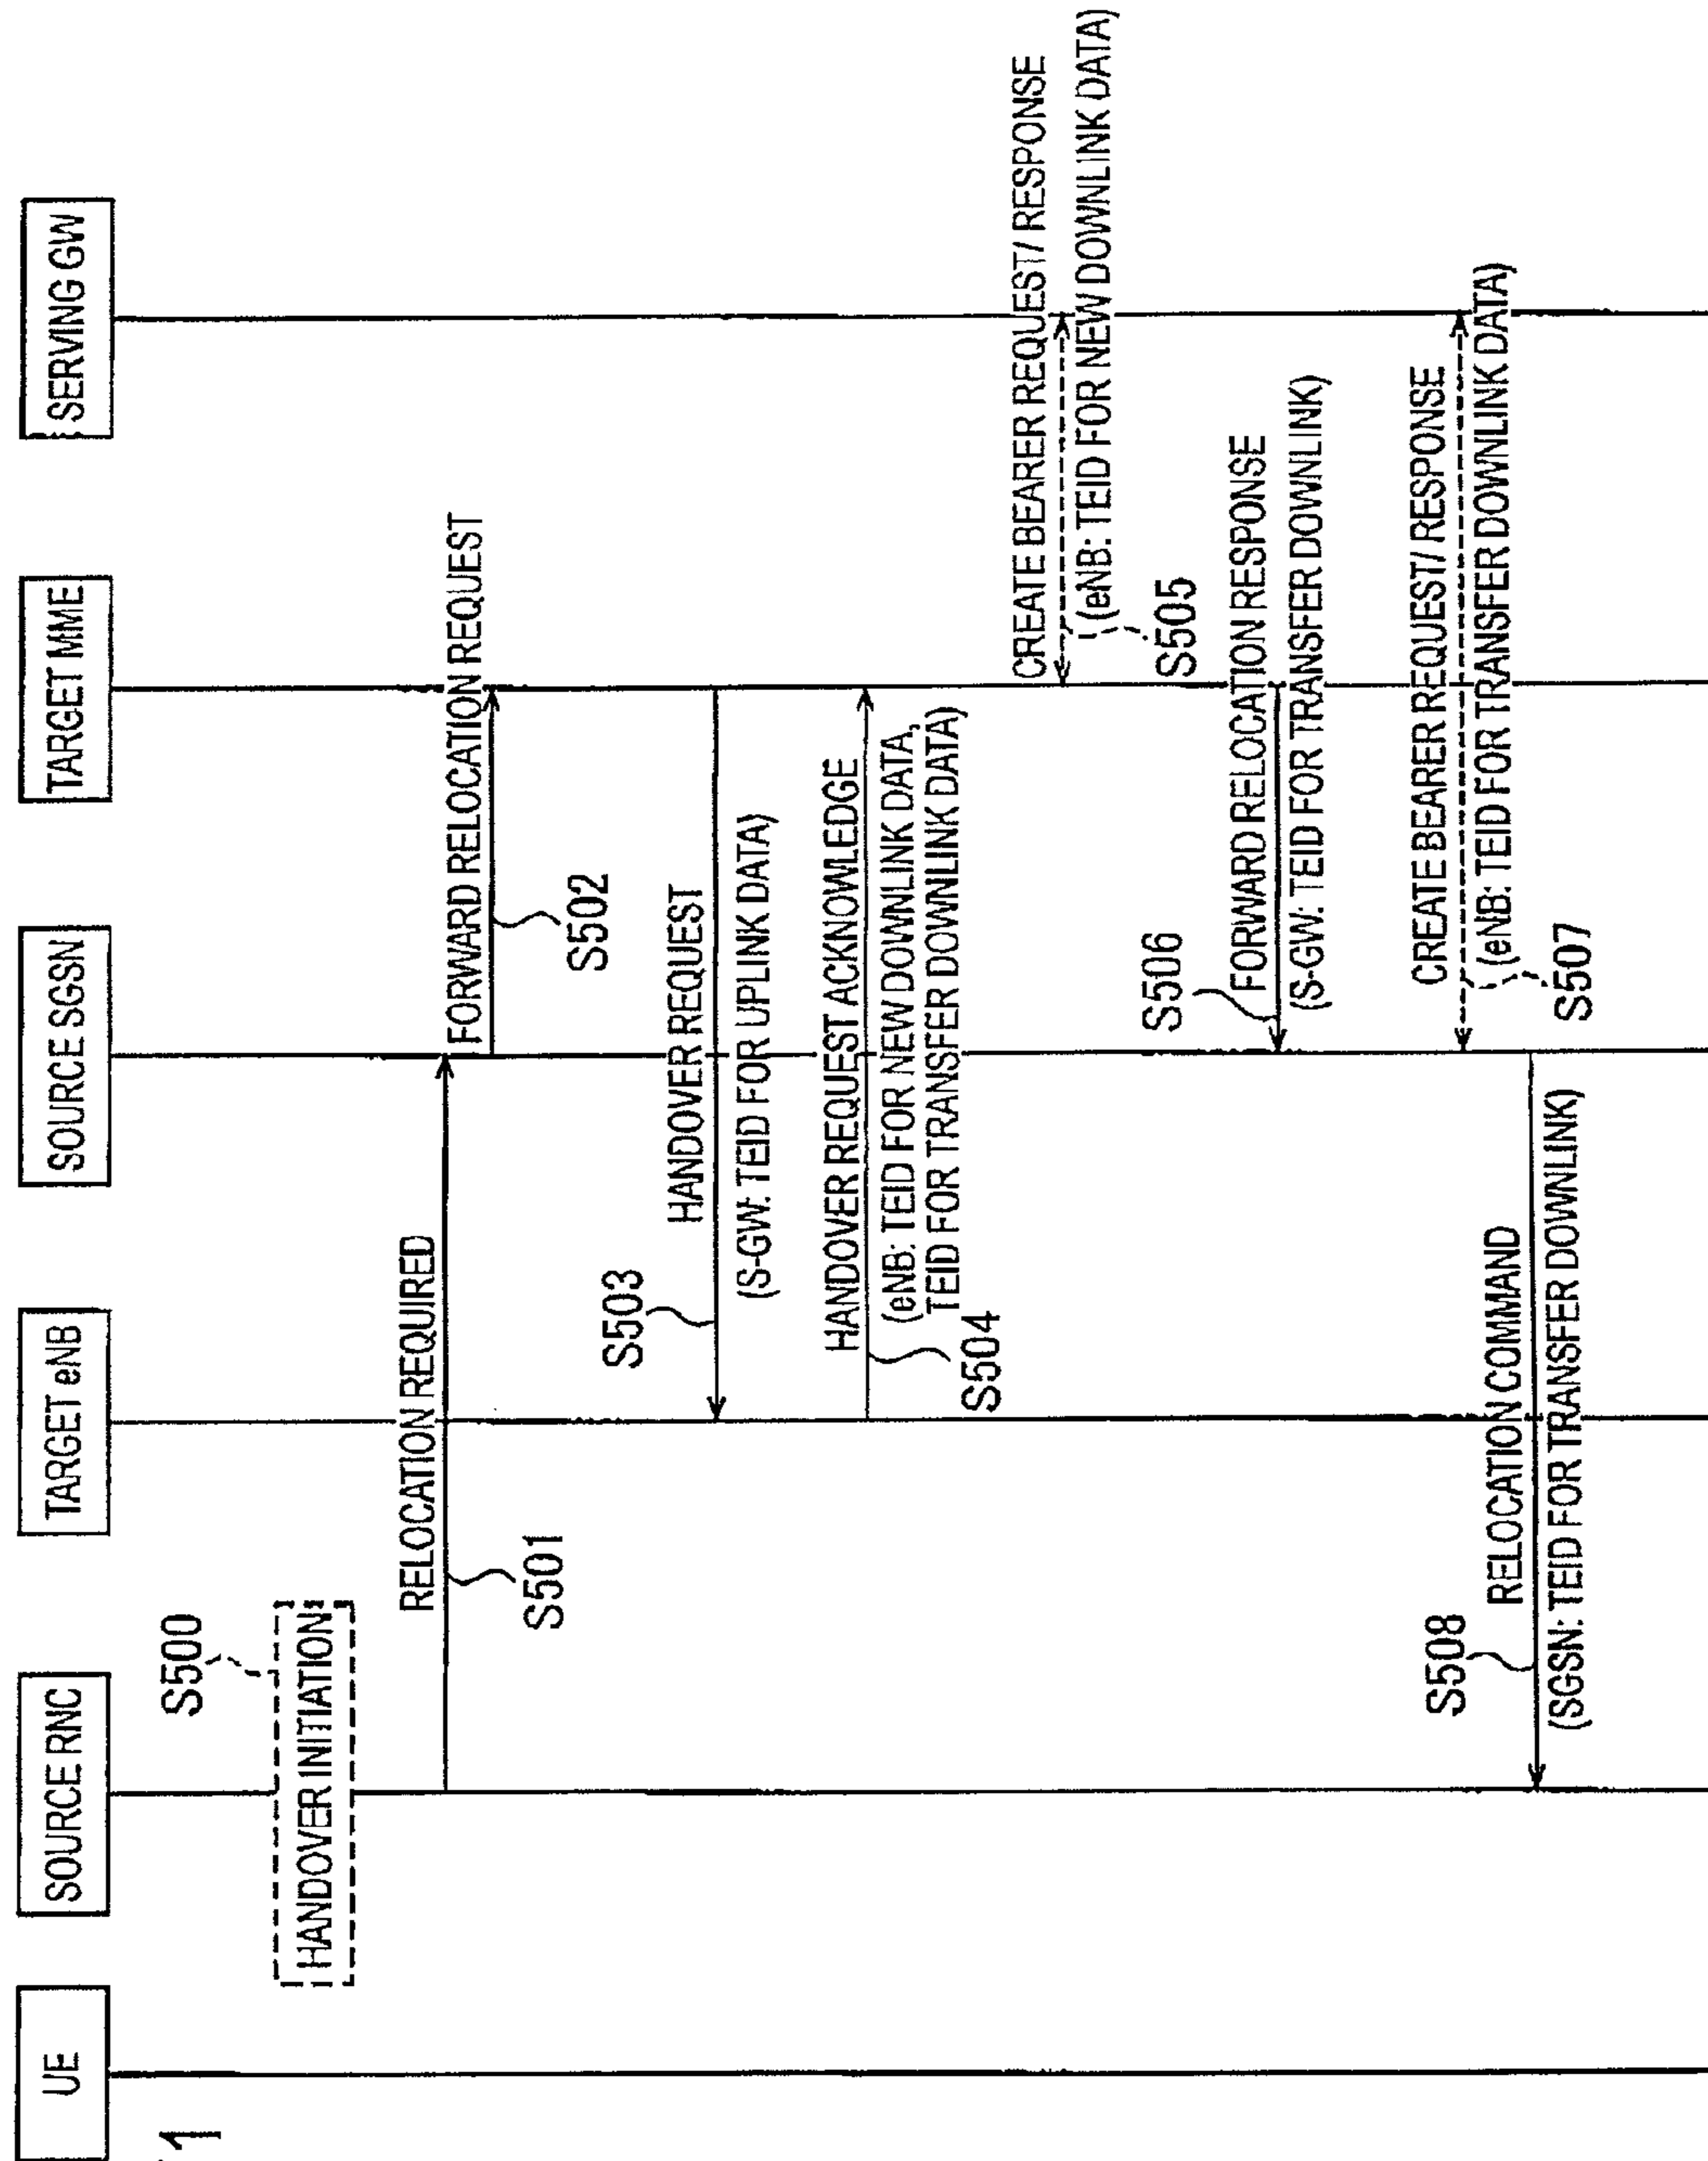 UE
SOURCE RNC
TARGET eNB
SOURCE SGSN
TARGET MME
SERVING GW
S500
HANDOVER INITIATION
RELOCATION REQUIRED
S501
FORWARD RELOCATION REQUEST
S502
HANDOVER REQUEST
(S-GW: TEID FOR UPLINK DATA)
S503
HANDOVER REQUEST ACKNOWLEDGE
(eNB: TEID FOR NEW DOWNLINK DATA,
TEID FOR TRANSFER DOWNLINK DATA)
S504
CREATE BEARER REQUEST/ RESPONSE
(eNB: TEID FOR NEW DOWNLINK DATA)
S505
S506
FORWARD RELOCATION RESPONSE
(S-GW: TEID FOR TRANSFER DOWNLINK)
CREATE BEARER REQUEST/ RESPONSE
(eNB: TEID FOR TRANSFER DOWNLINK DATA)
S507
S508
RELOCATION COMMAND
(SGSN: TEID FOR TRANSFER DOWNLINK)